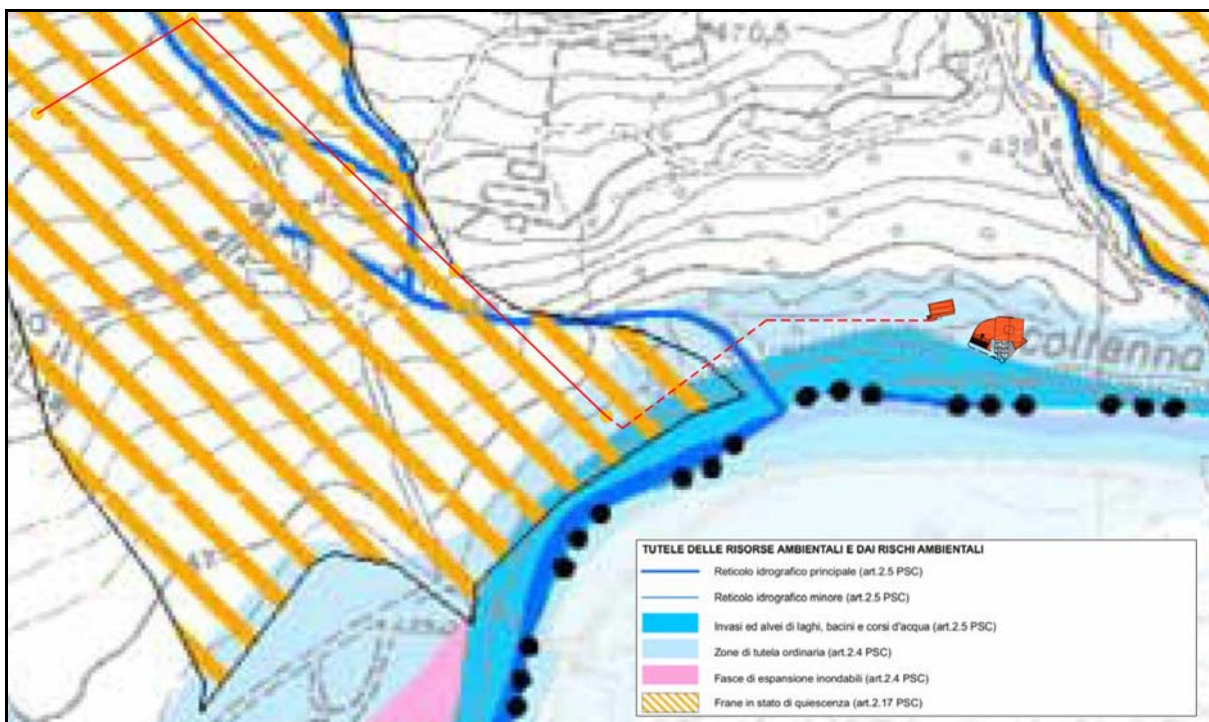 476,5
TUTELE DELLE RISORSE AMBIENTALI E DAI RISCHI AMBIENTALI
Reticolo idrografico principale (art.2.5 PSC)
Reticolo idrografico minore (art.2.5 PSC)
Invasi ed alvei di laghi, bacini e corsi d'acqua (art.2.5 PSC)
Zone di tutela ordinaria (art.2.4 PSC)
Fasce di espansione inondabili (art.2.4 PSC)
Frane in stato di quiescenza (art.2.17 PSC)